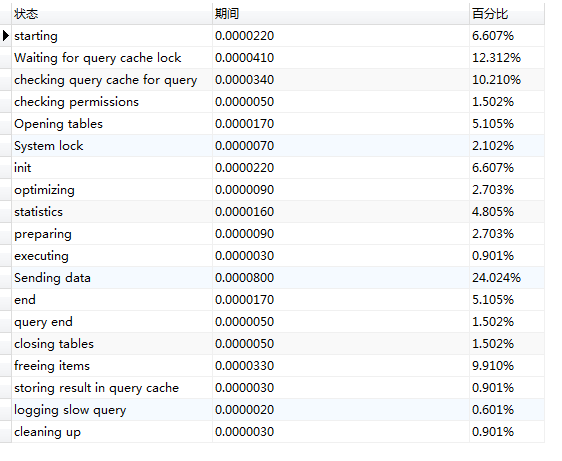 状态 期间 百分比
starting 0.0000220 6.607%
Waiting for query cache lock 0.0000410 12.312%
checking query cache for query 0.0000340 10.210%
checking permissions 0.0000050 1.502%
Opening tables 0.0000170 5.105%
System lock 0.0000070 2.102%
init 0.0000220 6.607%
optimizing 0.0000090 2.703%
statistics 0.0000160 4.805%
preparing 0.0000090 2.703%
executing 0.0000030 0.901%
Sending data 0.0000800 24.024%
end 0.0000170 5.105%
query end 0.0000050 1.502%
closing tables 0.0000050 1.502%
freeing items 0.0000330 9.910%
storing result in query cache 0.0000030 0.901%
logging slow query 0.0000020 0.601%
cleaning up 0.0000030 0.901%